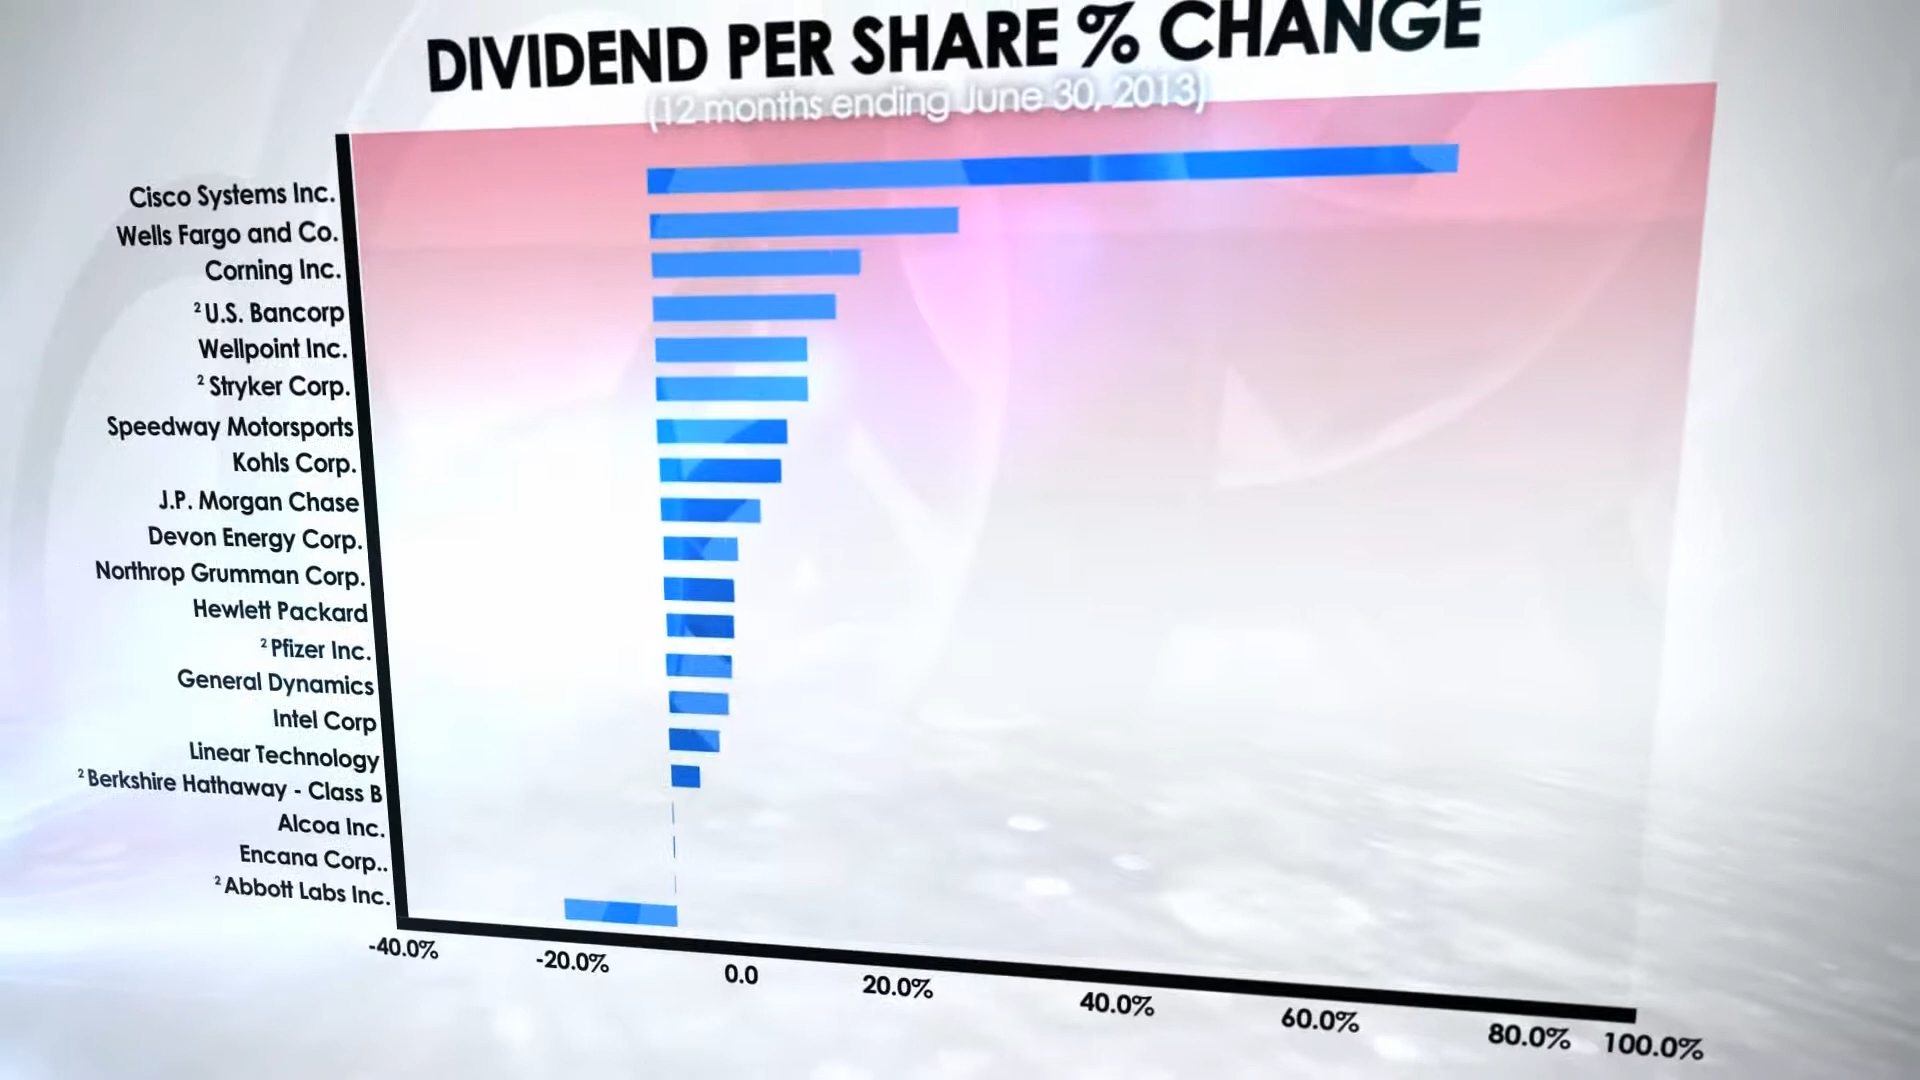 DIVIDEND PER SHARE % CHANGE
(12 months ending June 30, 2013)
Cisco Systems Inc.
Wells Fargo and Co.
Corning Inc.
² U.S. Bancorp
Wellpoint Inc.
² Stryker Corp.
Speedway Motorsports
Kohls Corp.
J.P. Morgan Chase
Devon Energy Corp.
Northrop Grumman Corp.
Hewlett Packard
² Pfizer Inc.
General Dynamics
Intel Corp
Linear Technology
² Berkshire Hathaway - Class B
Alcoa Inc.
Encana Corp..
² Abbott Labs Inc.
-40.0% -20.0% 0.0 20.0% 40.0% 60.0% 80.0% 100.0%